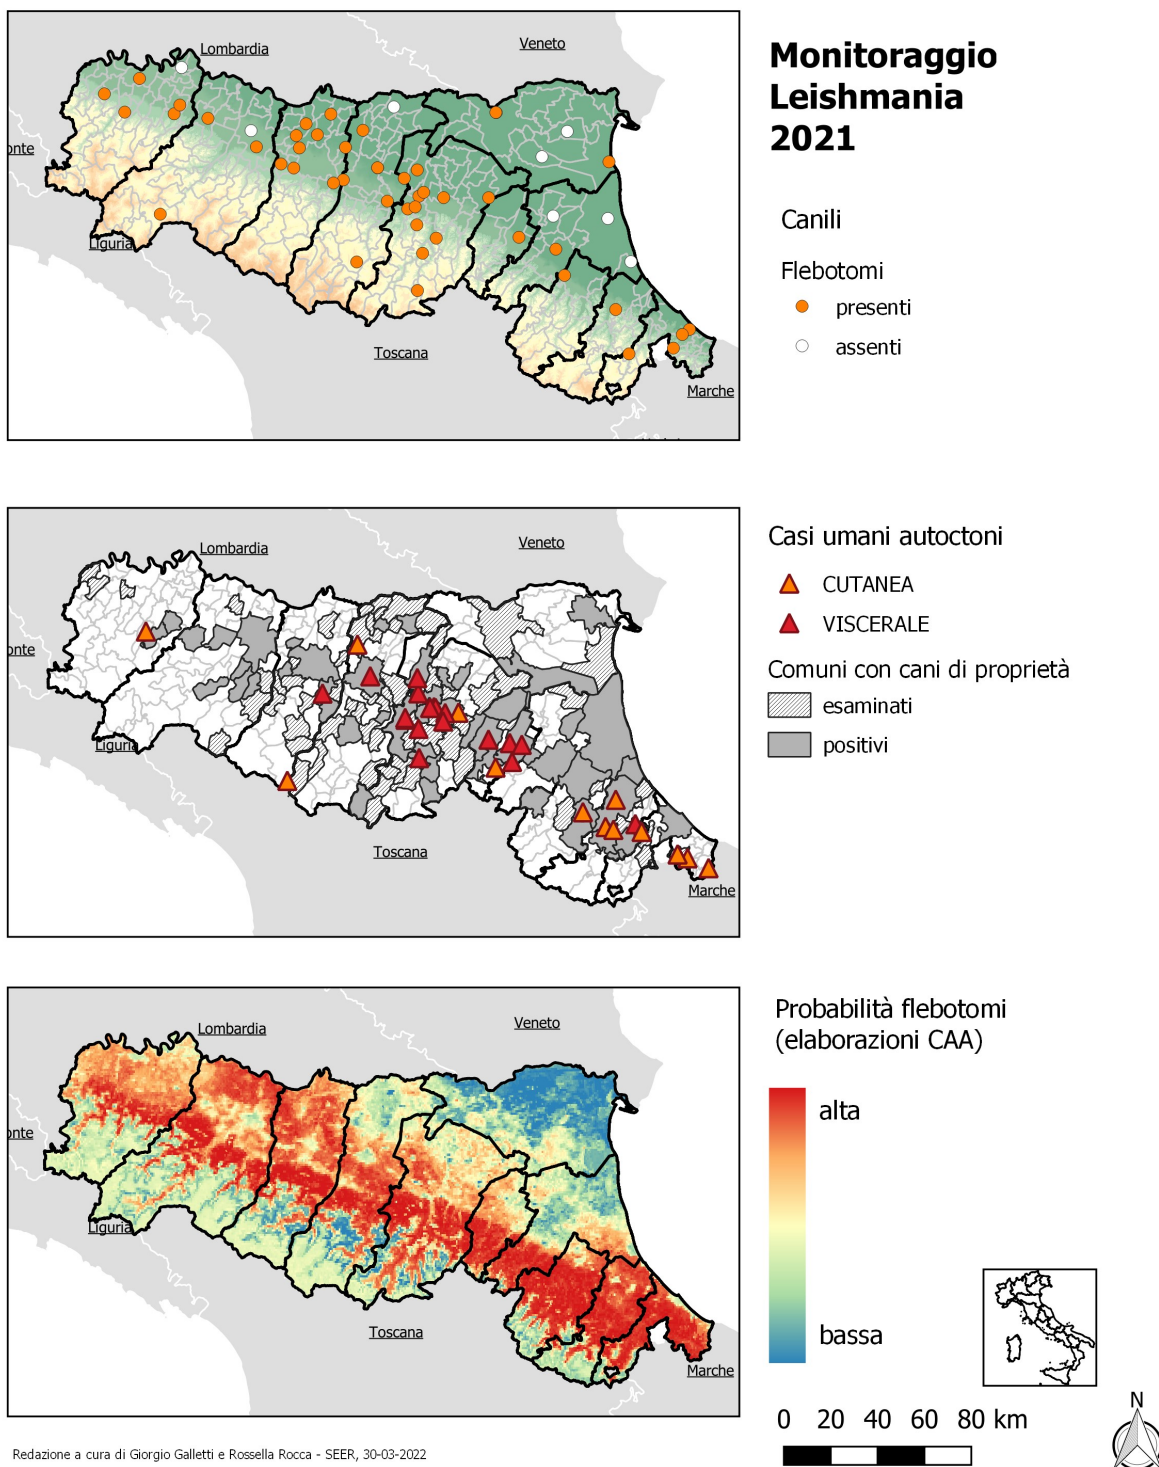 Monitoraggio
Leishmania
2021
Lombardia
Veneto
onte
Liguria
Toscana
Marche
Canili
Flebotomi
presenti
assenti
Lombardia
Veneto
onte
Liguria
Toscana
Marche
Casi umani autoctoni
CUTANEA
VISCERALE
Comuni con cani di proprietà
esaminati
positivi
Lombardia
Veneto
onte
Liguria
Toscana
Marche
Probabilità flebotomi
(elaborazioni CAA)
alta
bassa
0 20 40 60 80 km
N
Redazione a cura di Giorgio Galletti e Rossella Rocca - SEER, 30-03-2022